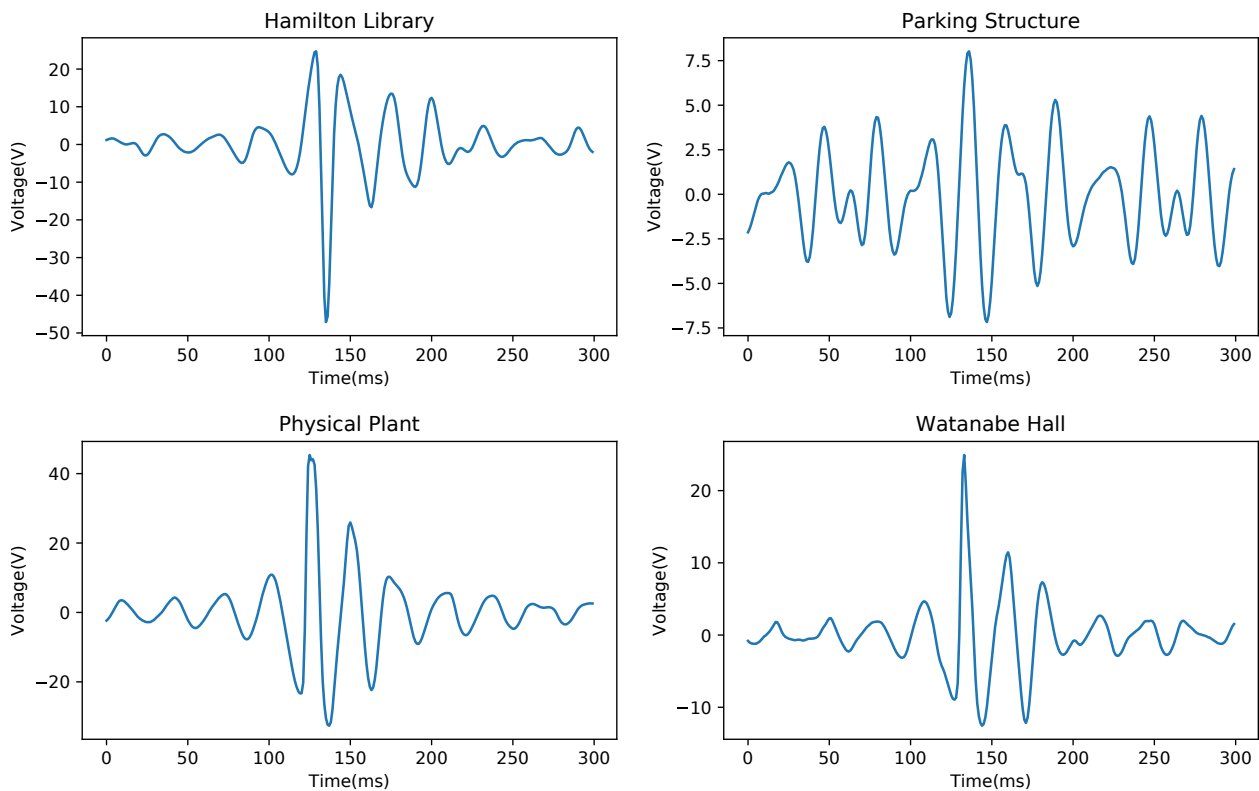 Hamilton Library
Voltage(V)
20
10
0
−10
−20
−30
−40
−50
0 50 100 150 200 250 300
Time(ms)
Parking Structure
Voltage(V)
7.5
5.0
2.5
0.0
−2.5
−5.0
−7.5
0 50 100 150 200 250 300
Time(ms)
Physical Plant
Voltage(V)
40
20
0
−20
0 50 100 150 200 250 300
Time(ms)
Watanabe Hall
Voltage(V)
20
10
0
−10
0 50 100 150 200 250 300
Time(ms)